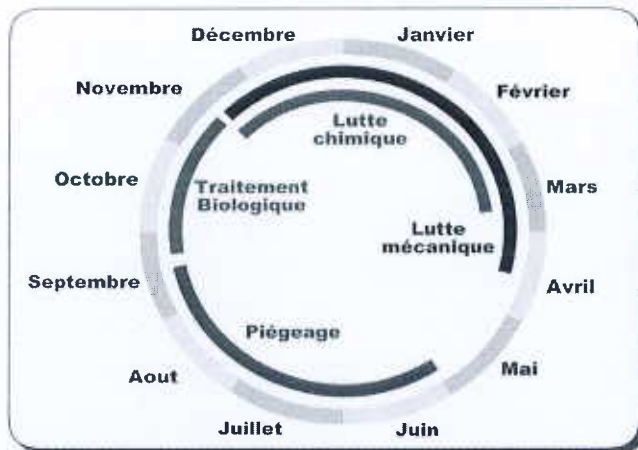 Décembre
Janvier
Novembre
Février
Lutte
chimique
Octobre
Traitement
Biologique
Mars
Lutte
mécanique
Septembre
Avril
Piégeage
Aout
Mai
Juillet
Juin